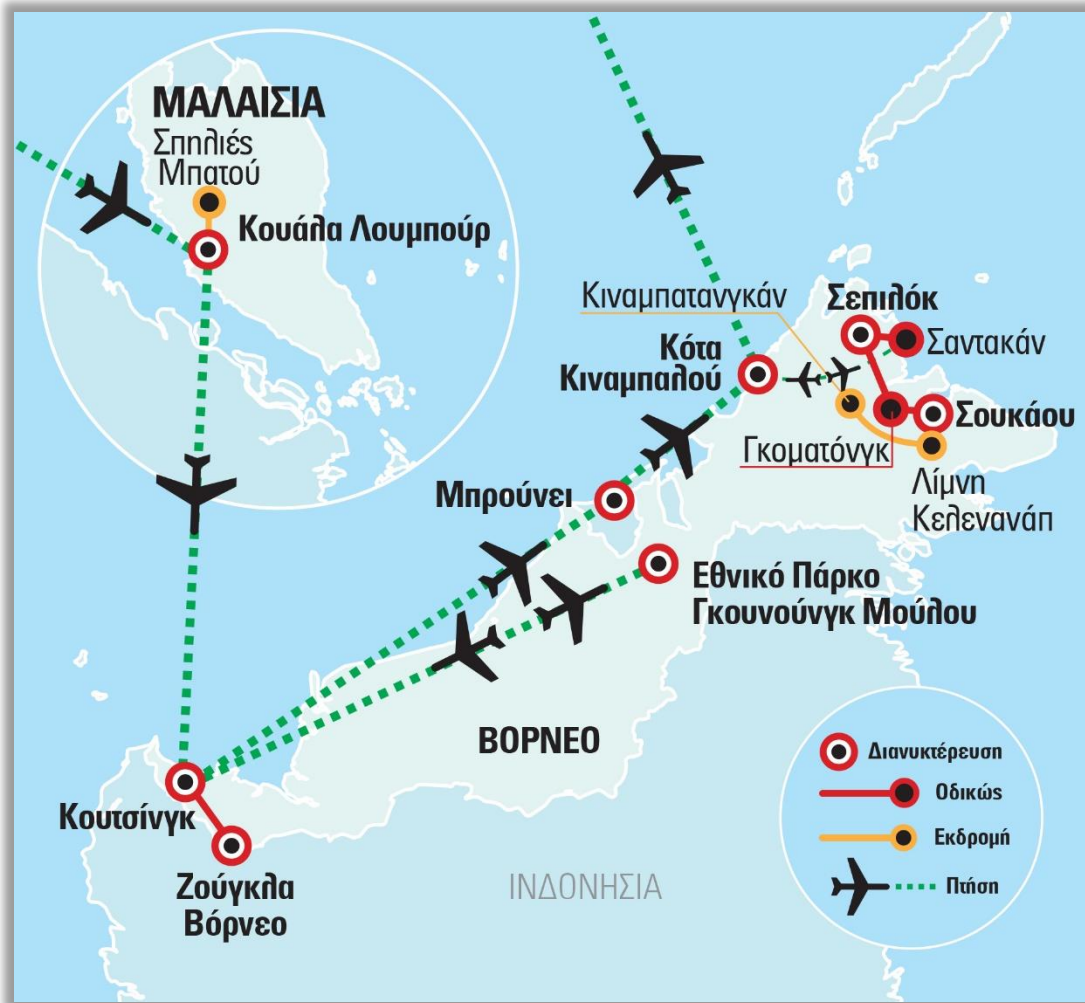 ΜΑΛΑΙΣΙΑ
Σπηλιές
Μπατού
Κουάλα Λουμπούρ
Κιναμπατανγκάν
Σεπιλόκ
Σαντακάν
Κότα
Κιναμπαλού
Σουκάου
Γκοματόνγκ
Λίμνη
Κελενανάπ
Μπρούνει
Εθνικό Πάρκο
Γκουνούνγκ Μούλου
ΒΟΡΝΕΟ
Κουτσίνγκ
Ζούγκλα
Βόρνεο
ΙΝΔΟΝΗΣΙΑ
Διανυκτέρευση
Οδικώς
Εκδρομή
Πτήση